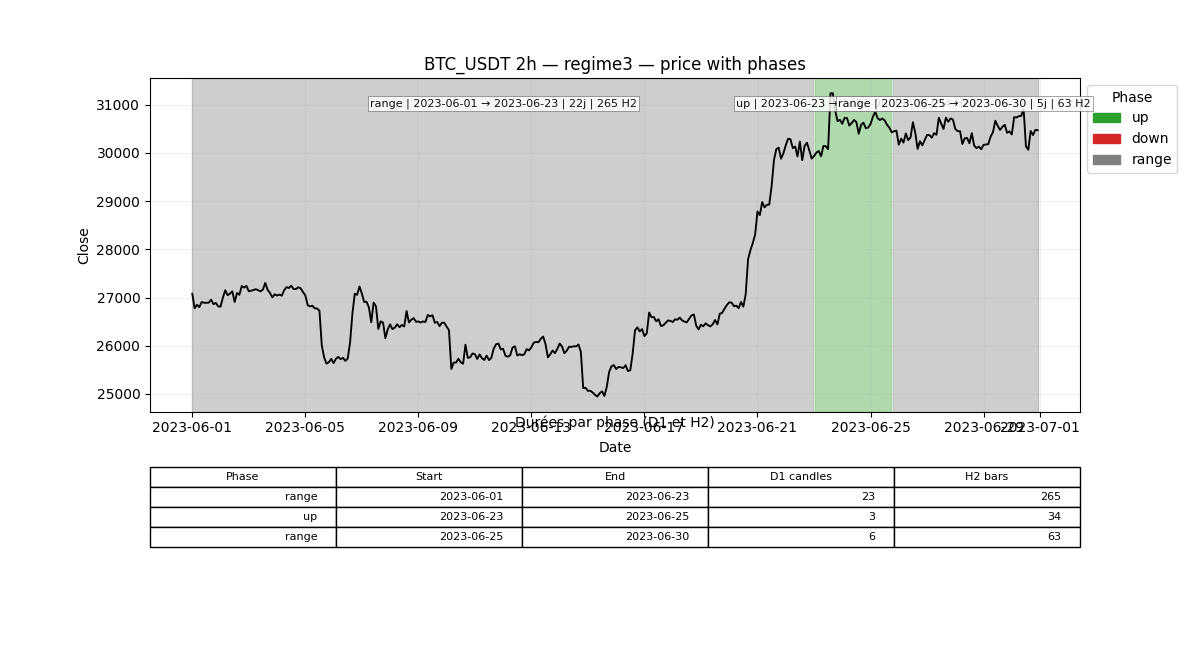 BTC_USDT 2h — regime3 — price with phases
range | 2023-06-01 → 2023-06-23 | 22j | 265 H2
up | 2023-06-23 →
range | 2023-06-25 → 2023-06-30 | 5j | 63 H2
Phase
up
down
range
Close
31000
30000
29000
28000
27000
26000
25000
2023-06-01 2023-06-05 2023-06-09 2023-06-13 2023-06-17 2023-06-21 2023-06-25 2023-06-29 2023-07-01
Durées par phase (D1 et H2)
Date
Phase Start End D1 candles H2 bars
range 2023-06-01 2023-06-23 23 265
up 2023-06-23 2023-06-25 3 34
range 2023-06-25 2023-06-30 6 63